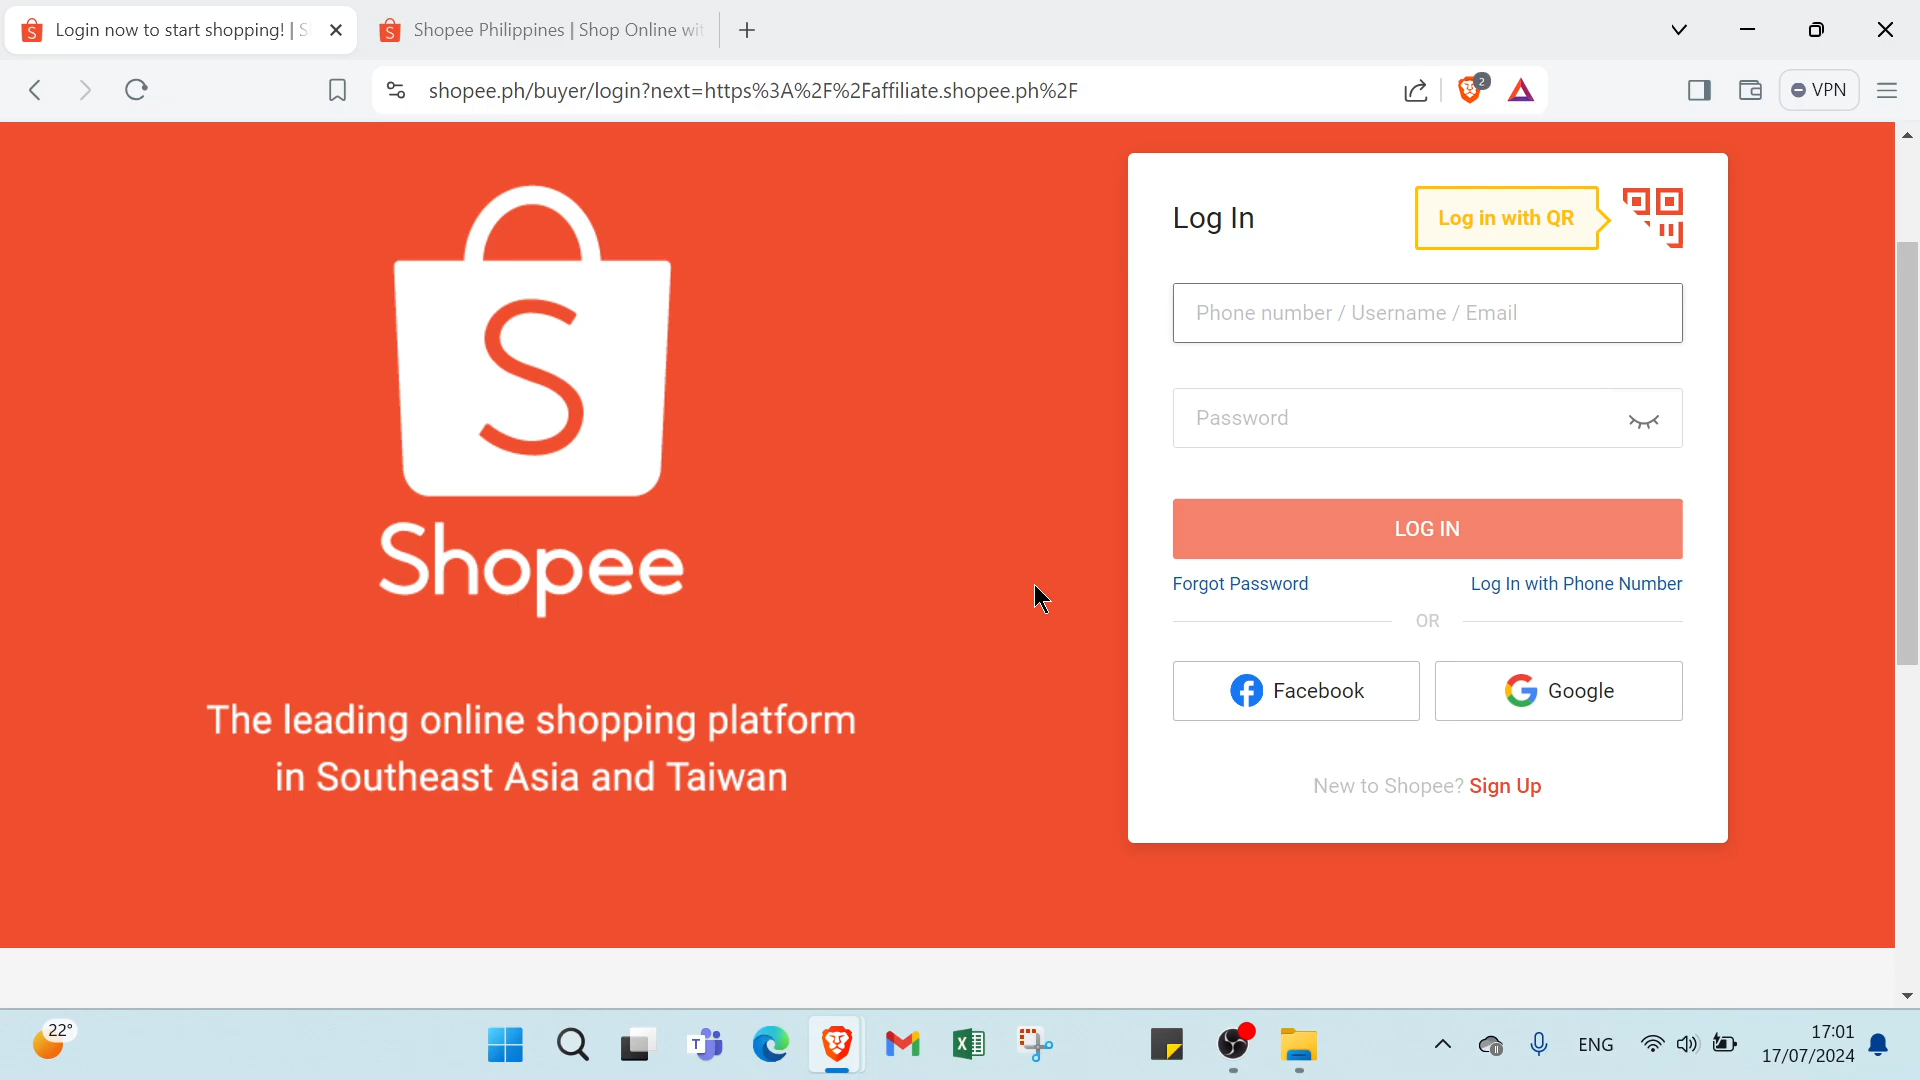 Login now to start shopping! | S
Shopee Philippines | Shop Online wit
shopee.ph/buyer/login?next=https%3A%2F%2Faffiliate.shopee.ph%2F
2
VPN
S
Shopee
The leading online shopping platform
in Southeast Asia and Taiwan
Log In
Log in with QR
Phone number / Username / Email
Password
LOG IN
Forgot Password
Log In with Phone Number
OR
Facebook
Google
New to Shopee? Sign Up
22°
ENG
17:01
17/07/2024